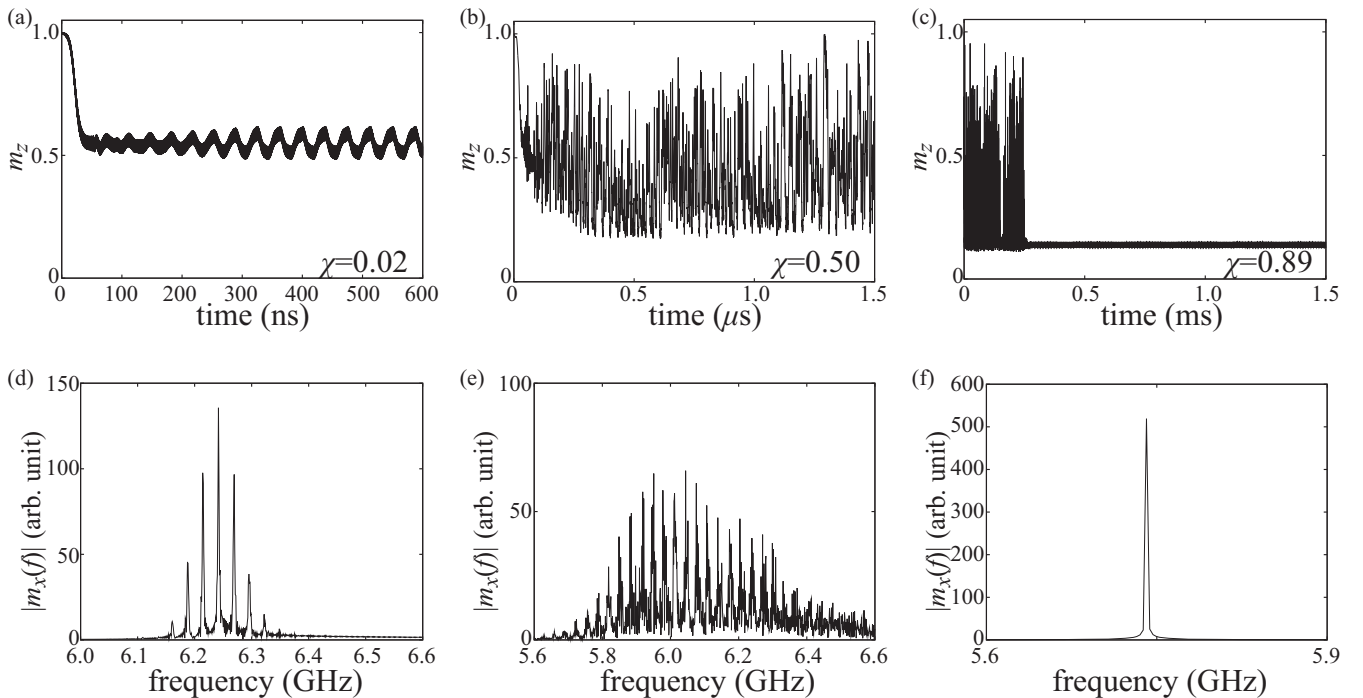 (a)
1.0
0.5
0
m_z
χ=0.02
0 100 200 300 400 500 600
time (ns)
(b)
1.0
0.5
0
m_z
χ=0.50
0 0.5 1.0 1.5
time (μs)
(c)
1.0
0.5
0
m_z
χ=0.89
0 0.5 1.0 1.5
time (ms)
(d)
150
100
50
0
|m_x(f)| (arb. unit)
6.0 6.1 6.2 6.3 6.4 6.5 6.6
frequency (GHz)
(e)
100
50
0
|m_x(f)| (arb. unit)
5.6 5.8 6.0 6.2 6.4 6.6
frequency (GHz)
(f)
600
500
400
300
200
100
0
|m_x(f)| (arb. unit)
5.6 5.9
frequency (GHz)